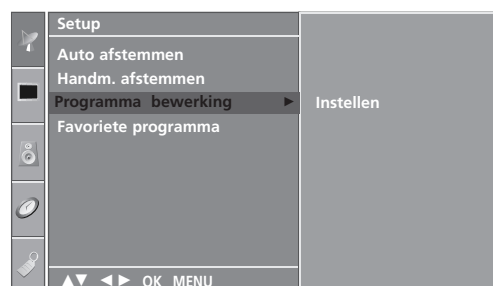 Setup
Auto afstemmen
Handm. afstemmen
Programma bewerking ► Instellen
Favoriete programma
▲▼ ◄► OK MENU